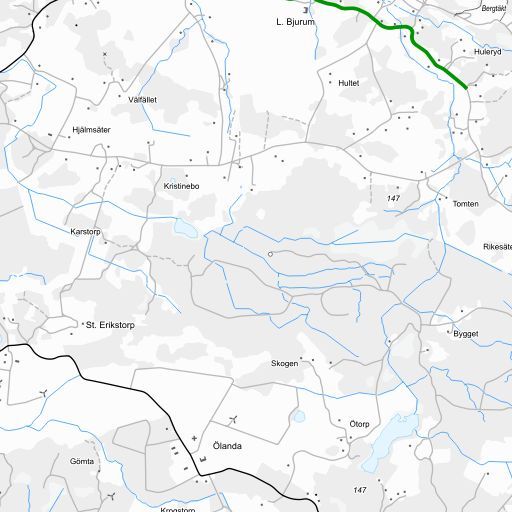 Bergtäkt
L. Bjurum
Huleryd
Hultet
Välfället
Hjälmsäter
Kristinebo
147
Tomten
Karstorp
Rikesäte
St. Erikstorp
Bygget
Skogen
Ötorp
Ölanda
Gömta
147
Krogstorp